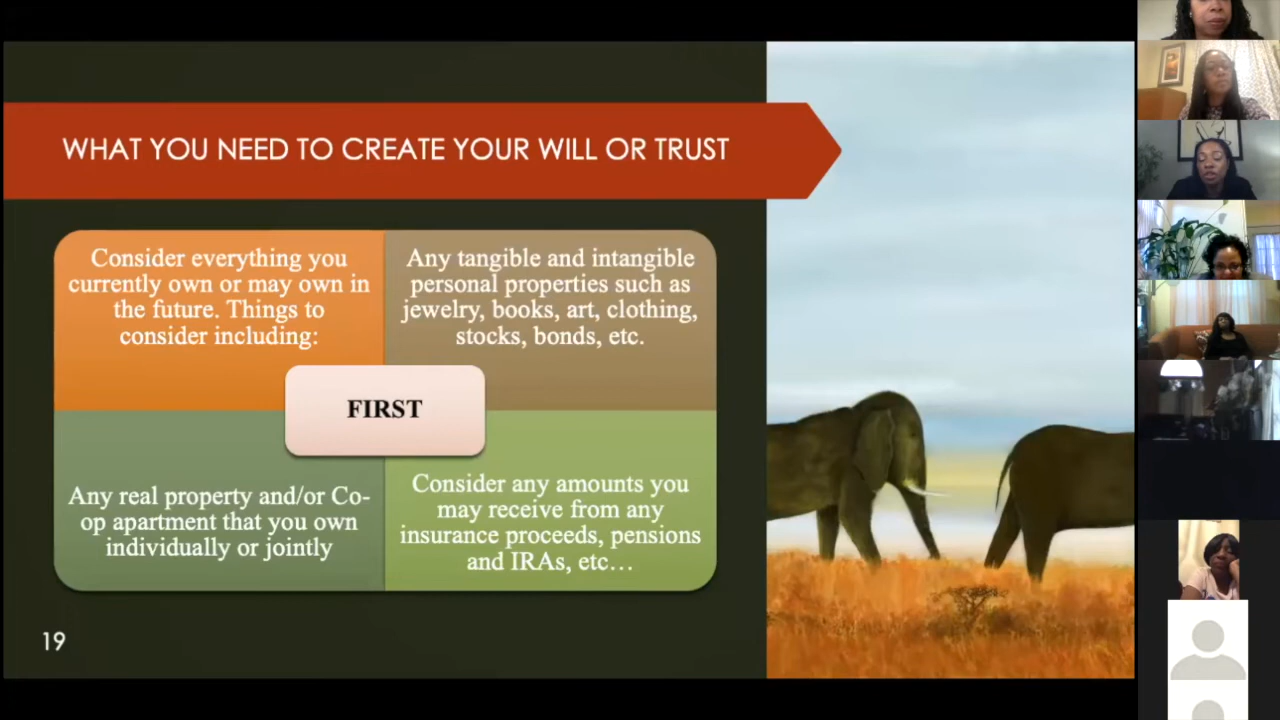 WHAT YOU NEED TO CREATE YOUR WILL OR TRUST
Consider everything you
currently own or may own in
the future. Things to
consider including:
Any tangible and intangible
personal properties such as
jewelry, books, art, clothing,
stocks, bonds, etc.
FIRST
Any real property and/or Co-
op apartment that you own
individually or jointly
Consider any amounts you
may receive from any
insurance proceeds, pensions
and IRAs, etc…
19